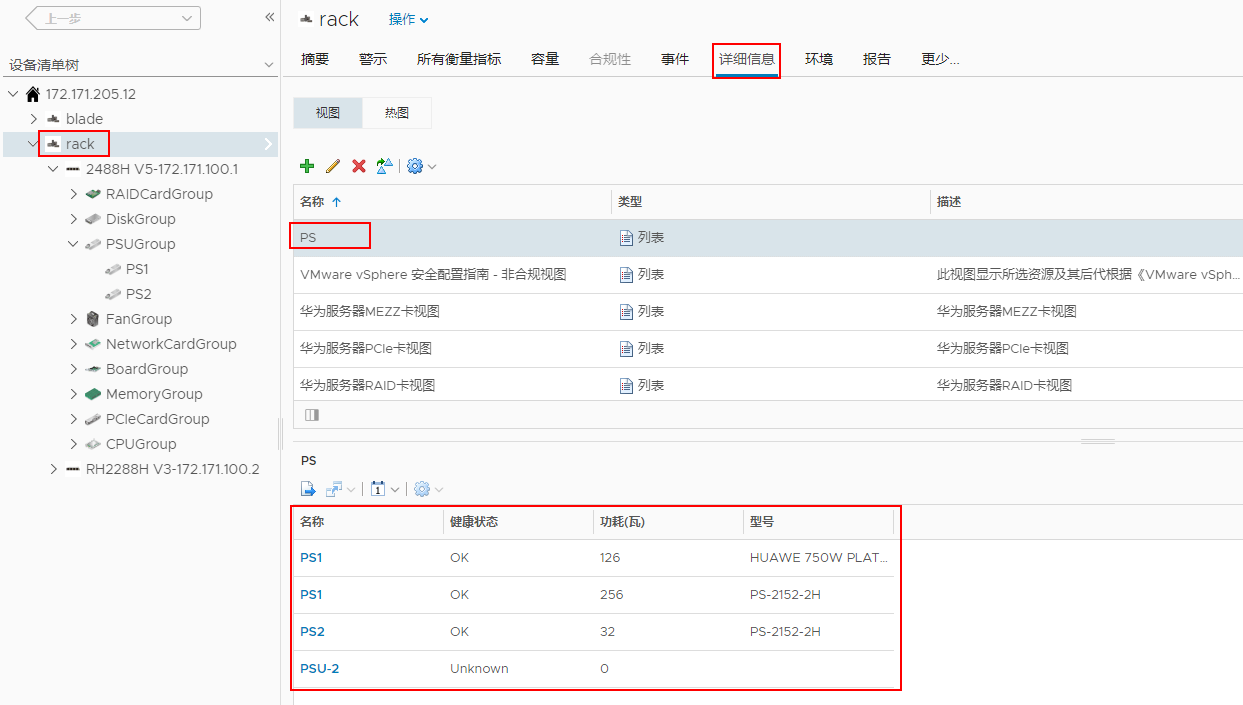 上一步
设备清单树
172.171.205.12
blade
rack
2488H V5-172.171.100.1
RAIDCardGroup
DiskGroup
PSUGroup
PS1
PS2
FanGroup
NetworkCardGroup
BoardGroup
MemoryGroup
PCIeCardGroup
CPUGroup
RH2288H V3-172.171.100.2
rack 操作
摘要 警示 所有衡量指标 容量 合规性 事件 详细信息 环境 报告 更少...
视图 热图
名称 类型 描述
PS 列表
VMware vSphere 安全配置指南 - 非合规视图 列表 此视图显示所选资源及其后代根据《VMware vSph...
华为服务器MEZZ卡视图 列表 华为服务器MEZZ卡视图
华为服务器PCIe卡视图 列表 华为服务器PCIe卡视图
华为服务器RAID卡视图 列表 华为服务器RAID卡视图
PS
1
名称 健康状态 功耗(瓦) 型号
PS1 OK 126 HUAWE 750W PLAT...
PS1 OK 256 PS-2152-2H
PS2 OK 32 PS-2152-2H
PSU-2 Unknown 0